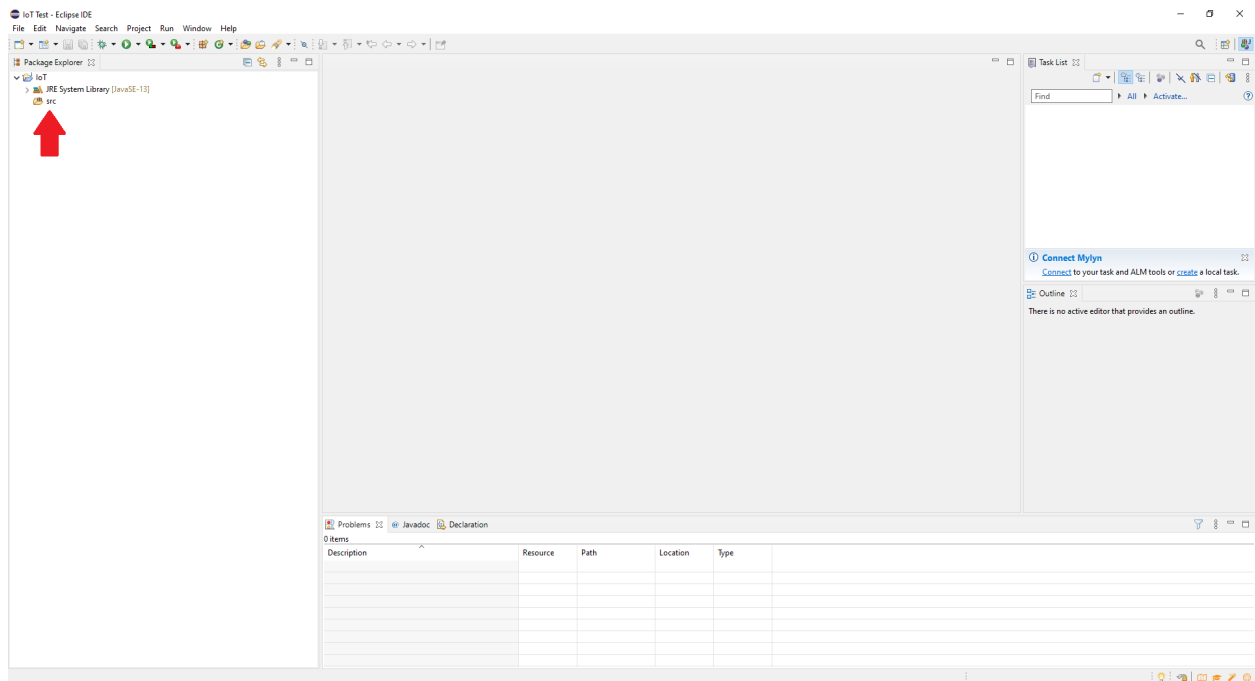 IoT Test - Eclipse IDE
File Edit Navigate Search Project Run Window Help
Package Explorer
IoT
JRE System Library [JavaSE-13]
src
Task List
Find
All
Activate...
Connect Mylyn
Connect to your task and ALM tools or create a local task.
Outline
There is no active editor that provides an outline.
Problems
@ Javadoc
Declaration
0 items
Description Resource Path Location Type